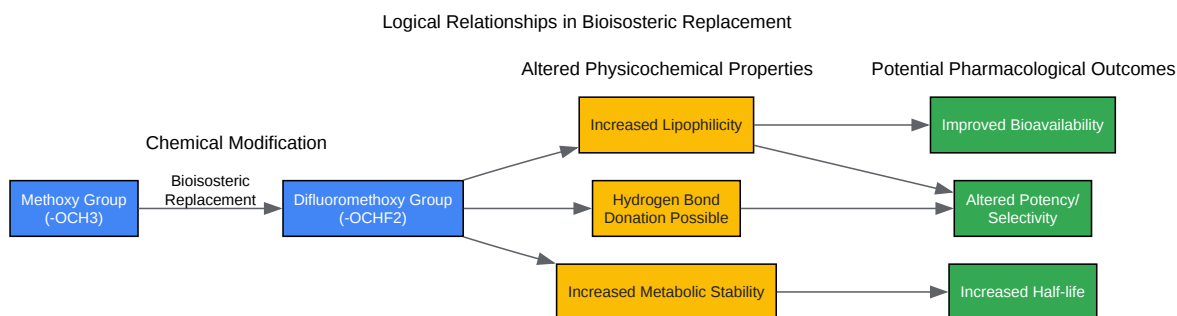 Logical Relationships in Bioisosteric Replacement
Altered Physicochemical Properties
Potential Pharmacological Outcomes
Chemical Modification
Increased Lipophilicity
Improved Bioavailability
Bioisosteric
Replacement
Methoxy Group
(-OCH3)
Difluoromethoxy Group
(-OCHF2)
Hydrogen Bond
Donation Possible
Altered Potency/
Selectivity
Increased Metabolic Stability
Increased Half-life